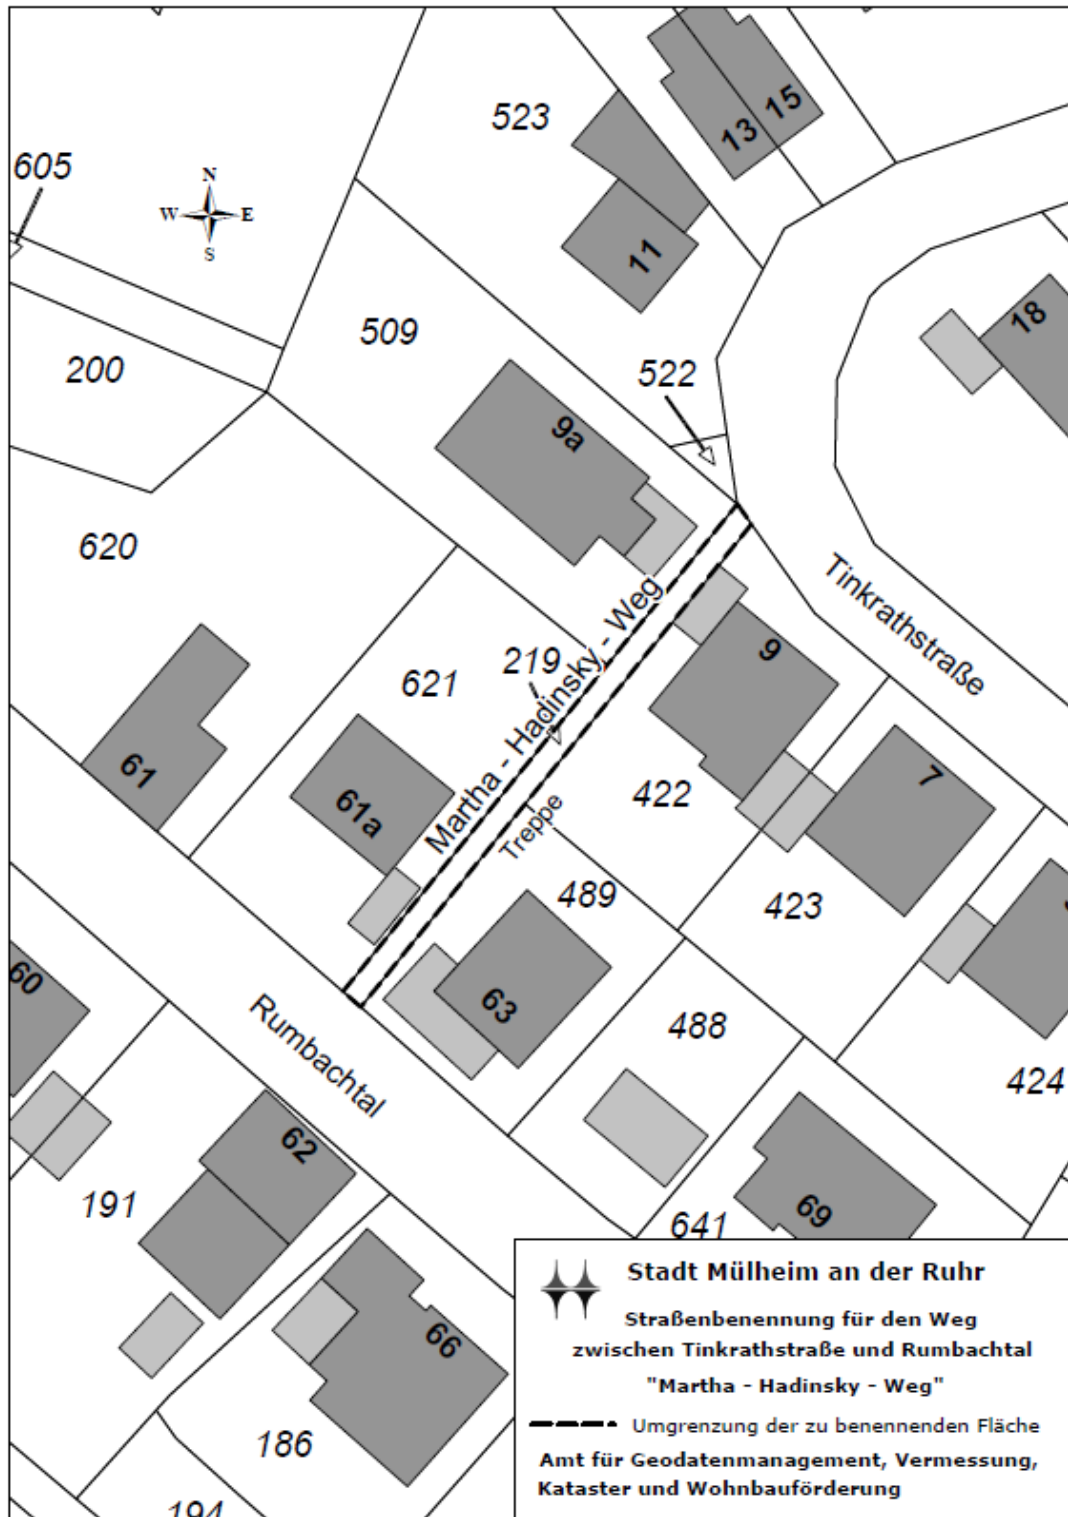 523
13
15
605
N
W
E
S
11
509
18
522
200
9a
620
Tinkrathstraße
9
219
621
Martha - Hadinsky - Weg
61
7
61a
422
Treppe
489
423
60
63
Rumbachtal
488
424
62
191
69
641
66
186
194
Stadt Mülheim an der Ruhr
Straßenbenennung für den Weg
zwischen Tinkrathstraße und Rumbachtal
"Martha - Hadinsky - Weg"
Umgrenzung der zu benennenden Fläche
Amt für Geodatenmanagement, Vermessung,
Kataster und Wohnbauförderung